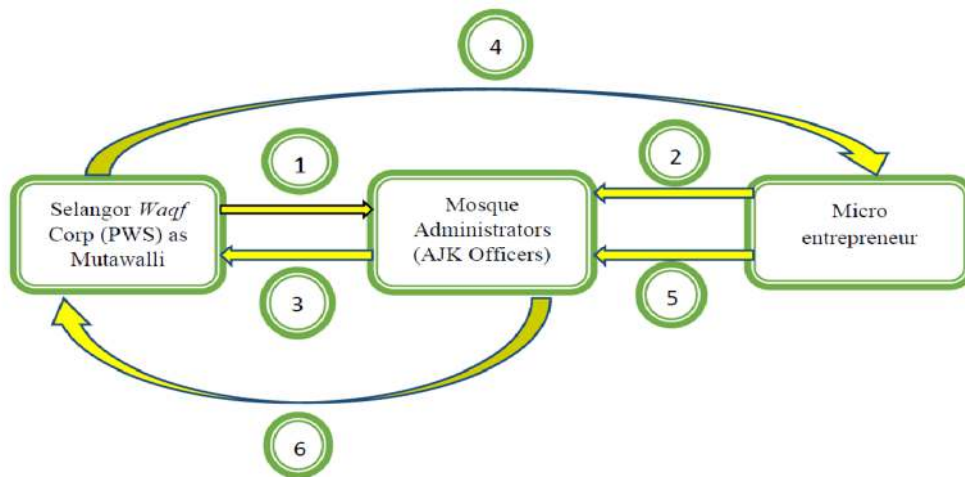 4
1
2
Selangor Waqf
Corp (PWS) as
Mutawalli
Mosque
Administrators
(AJK Officers)
Micro
entrepreneur
3
5
6